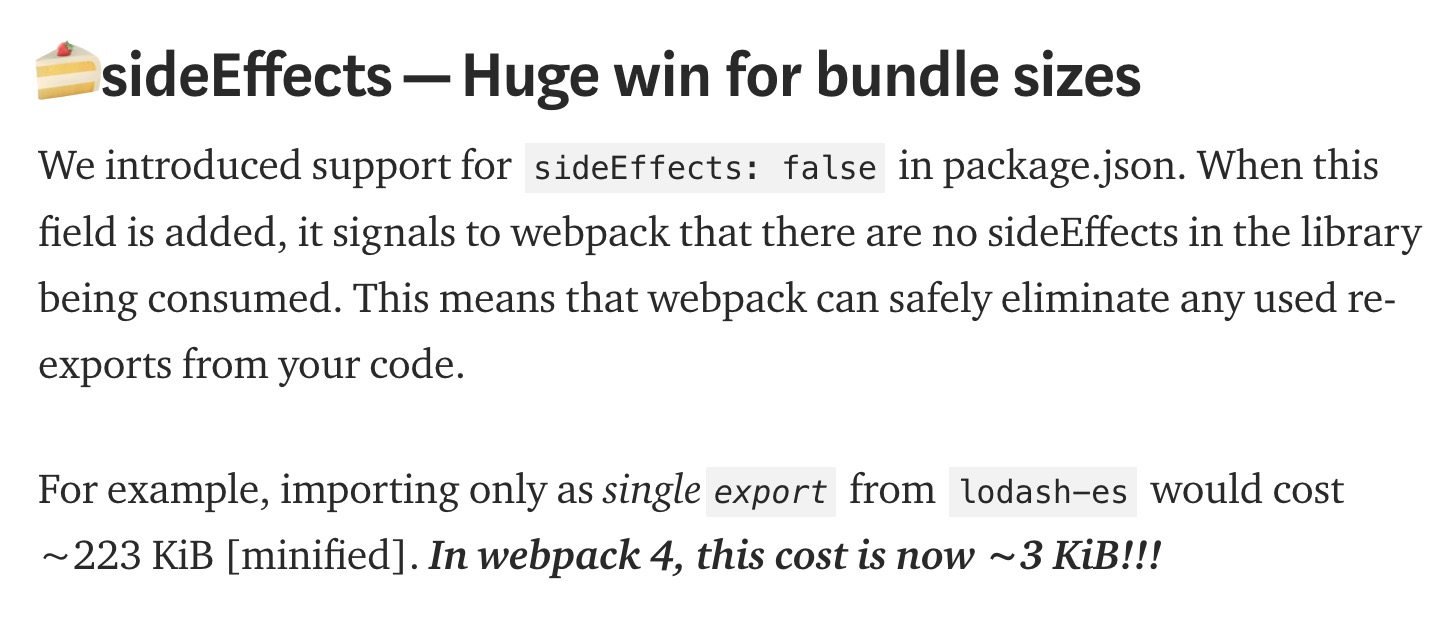 🍰sideEffects — Huge win for bundle sizes
We introduced support for sideEffects: false in package.json. When this
field is added, it signals to webpack that there are no sideEffects in the library
being consumed. This means that webpack can safely eliminate any used re-
exports from your code.
For example, importing only as single export from lodash-es would cost
~223 KiB [minified]. In webpack 4, this cost is now ~3 KiB!!!